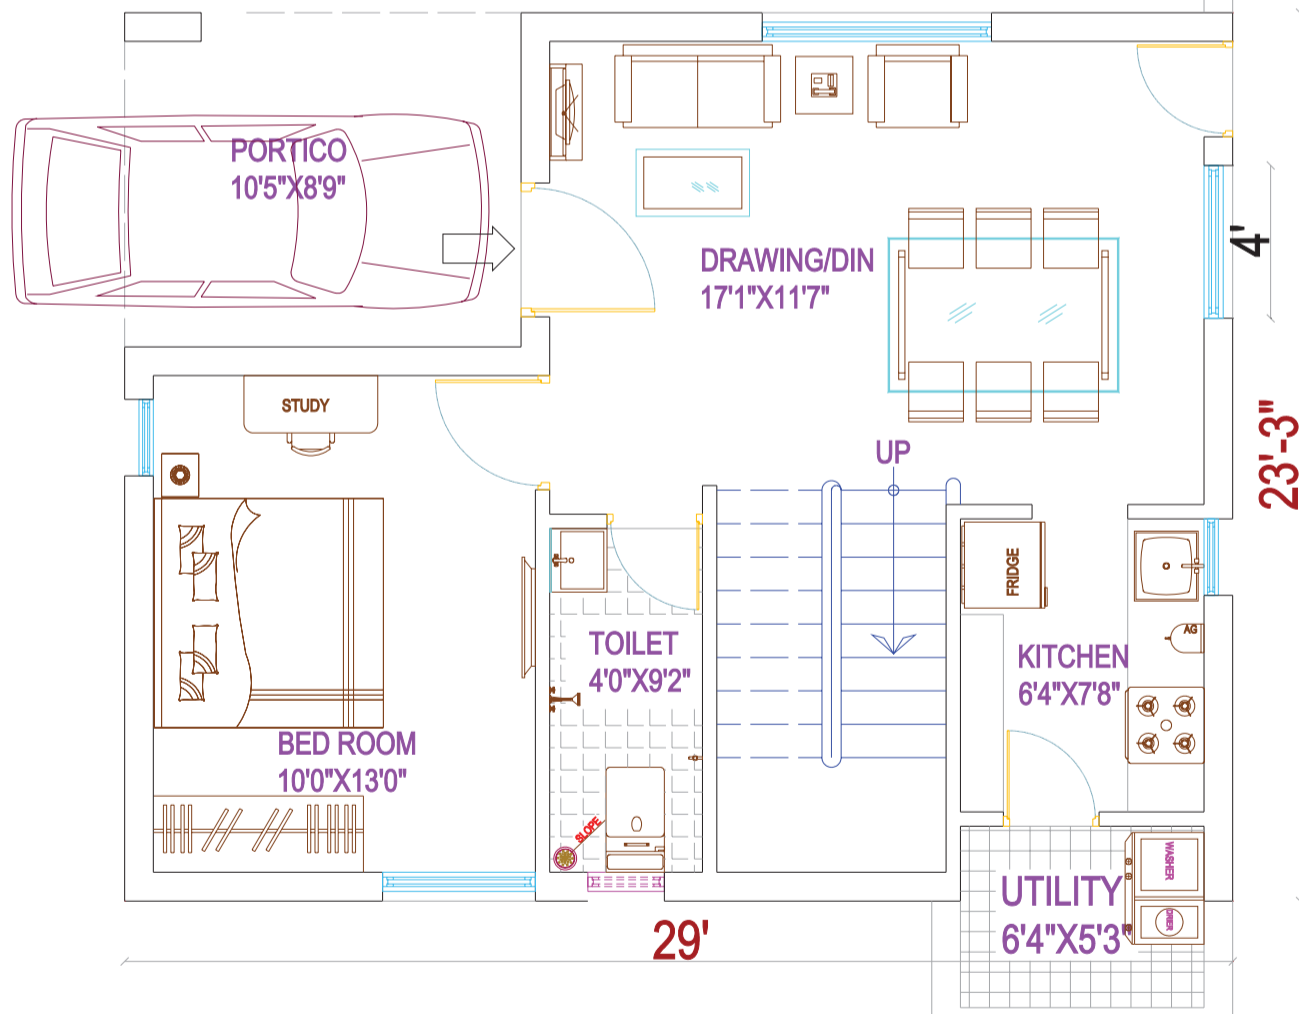 PORTICO
10'5"X8'9"
DRAWING/DIN
17'1"X11'7"
4'
STUDY
UP
23'-3"
FRIDGE
AG
TOILET
4'0"X9'2"
KITCHEN
6'4"X7'8"
BED ROOM
10'0"X13'0"
SLOPE
WASHER
UTILITY
6'4"X5'3"
DRIER
29'